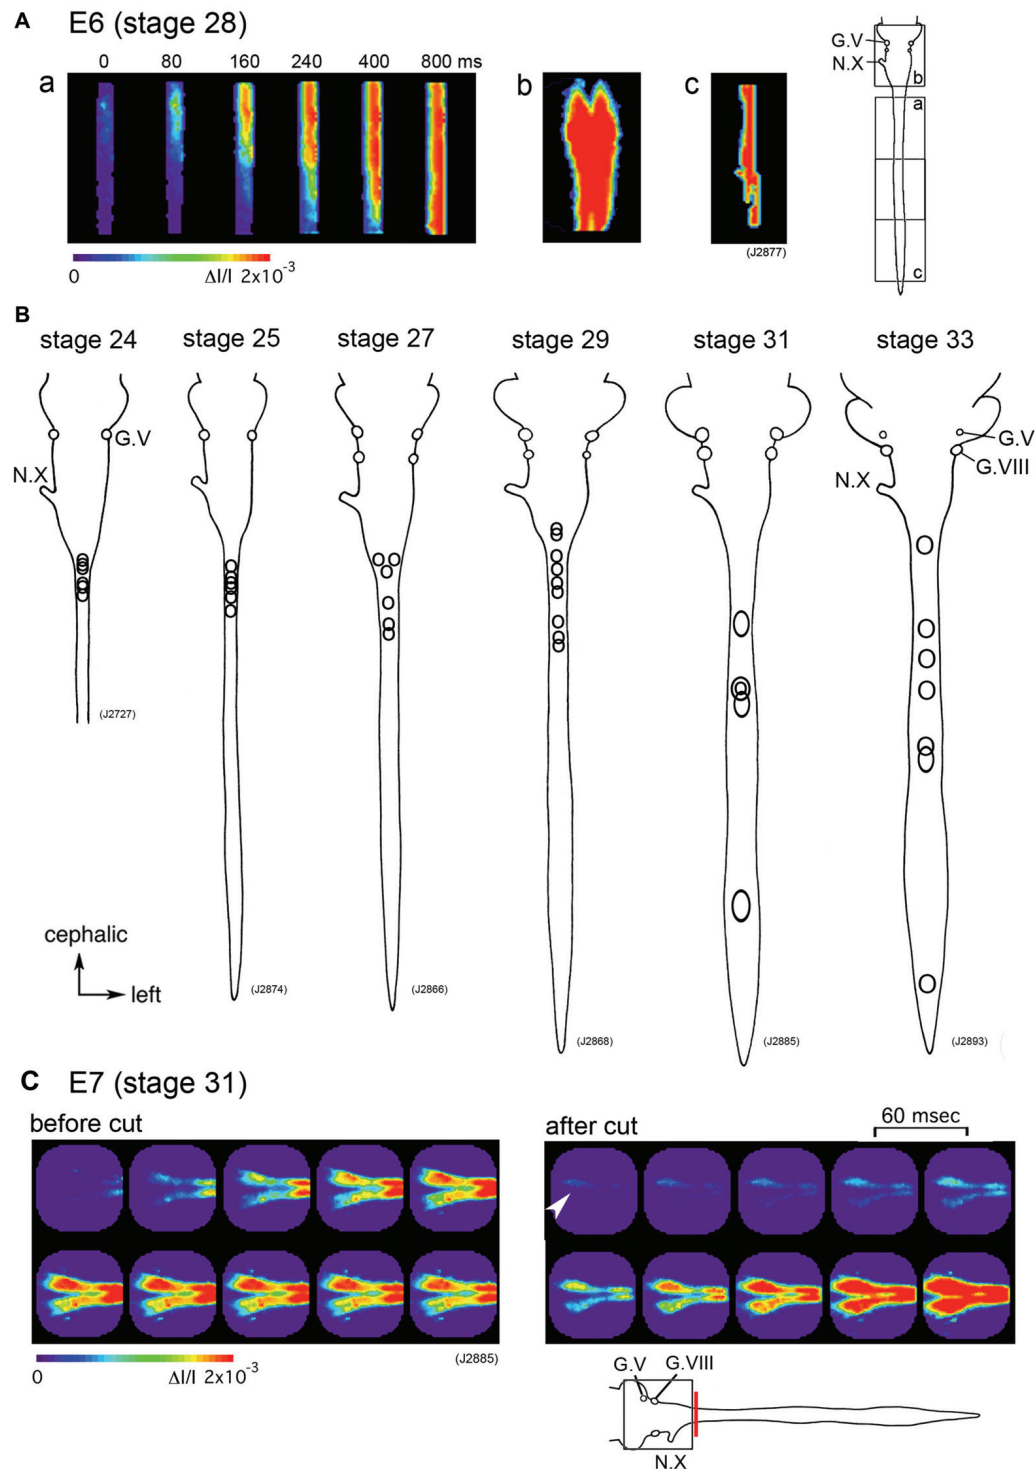 A E6 (stage 28)
0 80 160 240 400 800 ms
a
b
c
G.V
N.X
b
a
c
(J2877)
0 ΔI/I 2x10⁻³
B
stage 24 stage 25 stage 27 stage 29 stage 31 stage 33
G.V
N.X
G.V
G.VIII
N.X
(J2727)
cephalic
left
(J2874)
(J2866)
(J2868)
(J2885)
(J2893)
C E7 (stage 31)
before cut
after cut
60 msec
(J2885)
0 ΔI/I 2x10⁻³
G.V G.VIII
N.X